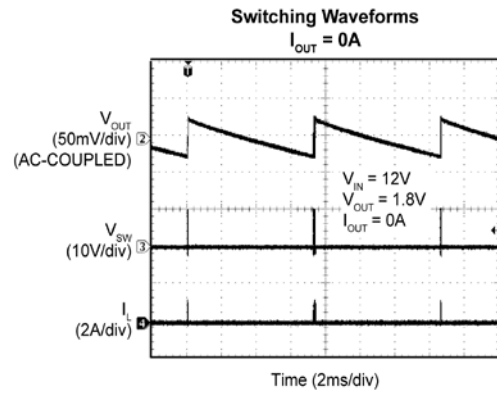 Switching Waveforms
I_OUT = 0A
V_OUT
(50mV/div)
(AC-COUPLED)
2
V_IN = 12V
V_OUT = 1.8V
I_OUT = 0A
V_SW
(10V/div)
3
I_L
(2A/div)
4
Time (2ms/div)